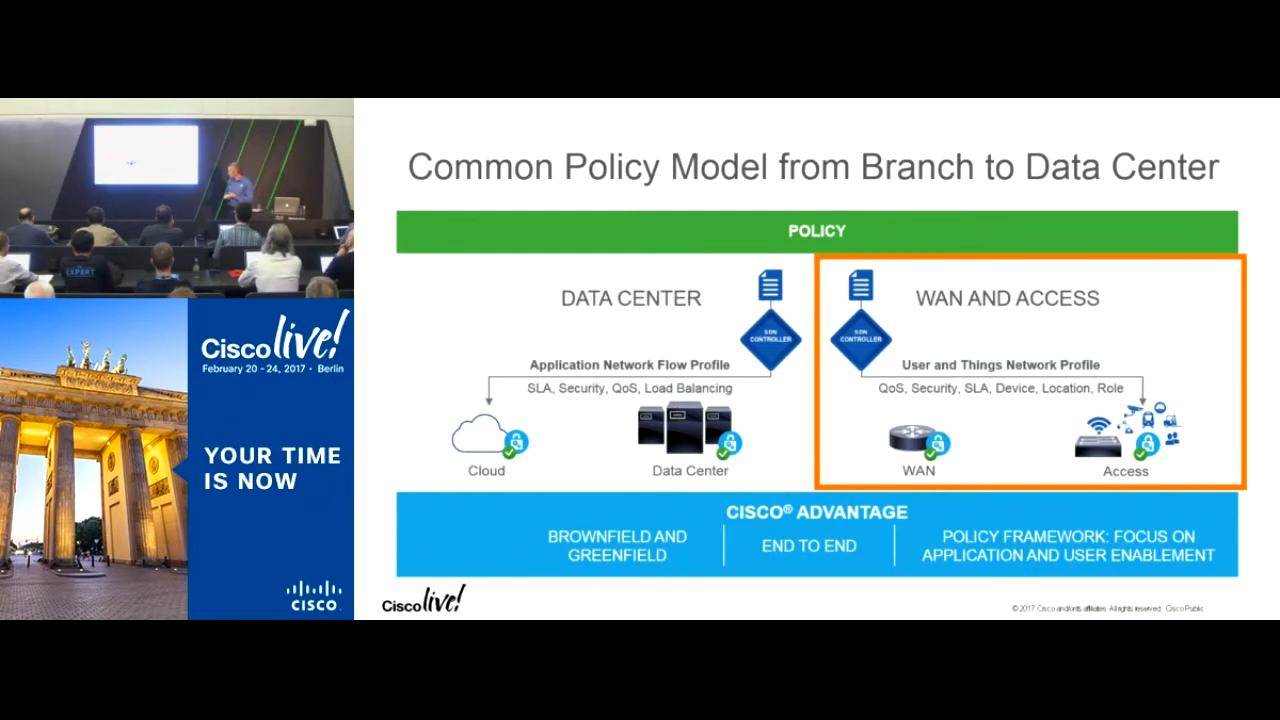 EXPERT
Cisco live!
February 20 - 24, 2017 • Berlin
YOUR TIME
IS NOW
CISCO
Common Policy Model from Branch to Data Center
POLICY
DATA CENTER
SDN
CONTROLLER
Application Network Flow Profile
SLA, Security, QoS, Load Balancing
Cloud
Data Center
WAN AND ACCESS
SDN
CONTROLLER
User and Things Network Profile
QoS, Security, SLA, Device, Location, Role
WAN
Access
CISCO® ADVANTAGE
BROWNFIELD AND
GREENFIELD
END TO END
POLICY FRAMEWORK: FOCUS ON
APPLICATION AND USER ENABLEMENT
Cisco live!
© 2017 Cisco and/or its affiliates. All rights reserved. Cisco Public